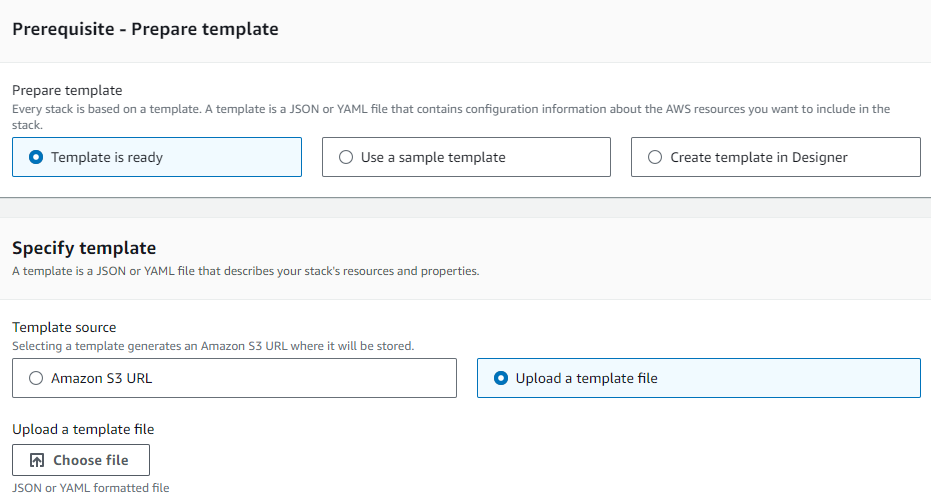 Prerequisite - Prepare template
Prepare template
Every stack is based on a template. A template is a JSON or YAML file that contains configuration information about the AWS resources you want to include in the
stack.
Template is ready
Use a sample template
Create template in Designer
Specify template
A template is a JSON or YAML file that describes your stack's resources and properties.
Template source
Selecting a template generates an Amazon S3 URL where it will be stored.
Amazon S3 URL
Upload a template file
Upload a template file
Choose file
JSON or YAML formatted file